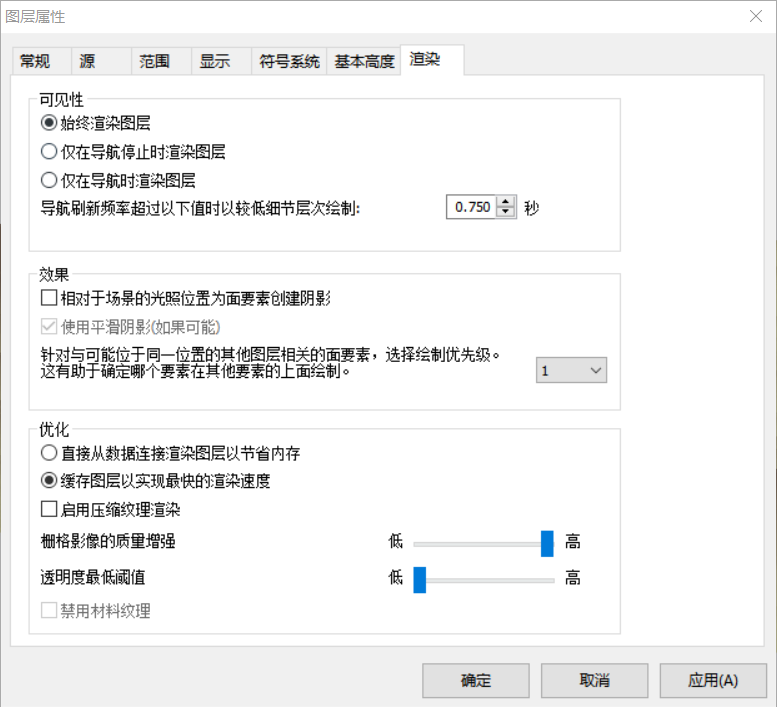 图层属性
常规 源 范围 显示 符号系统 基本高度 渲染
可见性
始终渲染图层
仅在导航停止时渲染图层
仅在导航时渲染图层
导航刷新频率超过以下值时以较低细节层次绘制: 0.750 秒
效果
相对于场景的光照位置为面要素创建阴影
使用平滑阴影(如果可能)
针对与可能位于同一位置的其他图层相关的面要素，选择绘制优先级。
这有助于确定哪个要素在其他要素的上面绘制。 1
优化
直接从数据连接渲染图层以节省内存
缓存图层以实现最快的渲染速度
启用压缩纹理渲染
栅格影像的质量增强 低 高
透明度最低阈值 低 高
禁用材料纹理
确定 取消 应用(A)